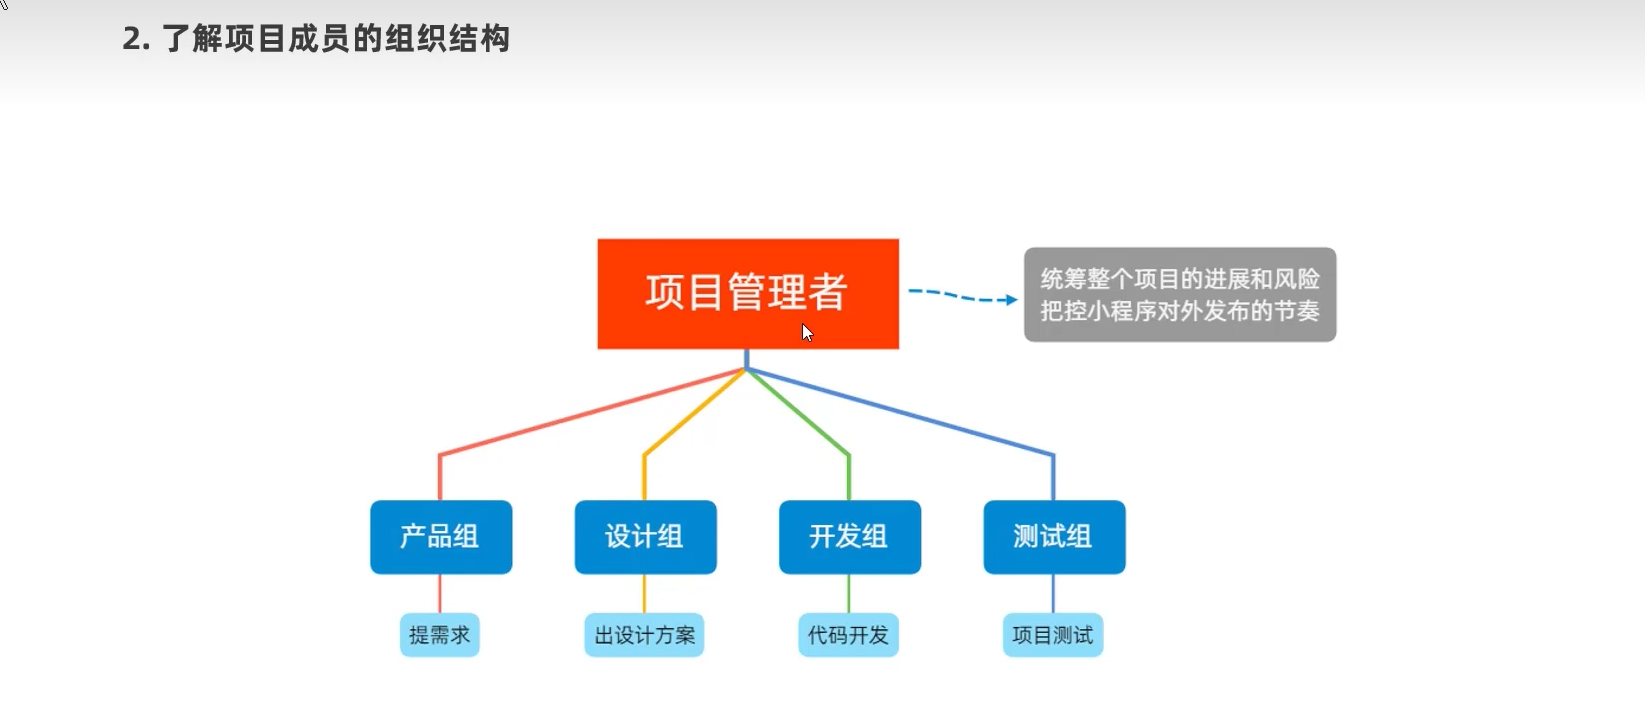 2. 了解项目成员的组织结构
项目管理者
统筹整个项目的进展和风险
把控小程序对外发布的节奏
产品组
设计组
开发组
测试组
提需求
出设计方案
代码开发
项目测试